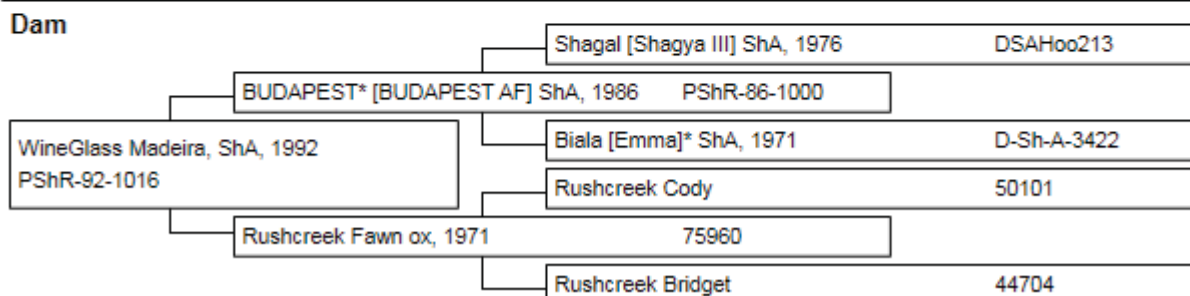 Dam
Shagal [Shagya III] ShA, 1976 DSAHoo213
BUDAPEST* [BUDAPEST AF] ShA, 1986 PShR-86-1000
Biala [Emma]* ShA, 1971 D-Sh-A-3422
WineGlass Madeira, ShA, 1992
PShR-92-1016
Rushcreek Cody 50101
Rushcreek Fawn ox, 1971 75960
Rushcreek Bridget 44704